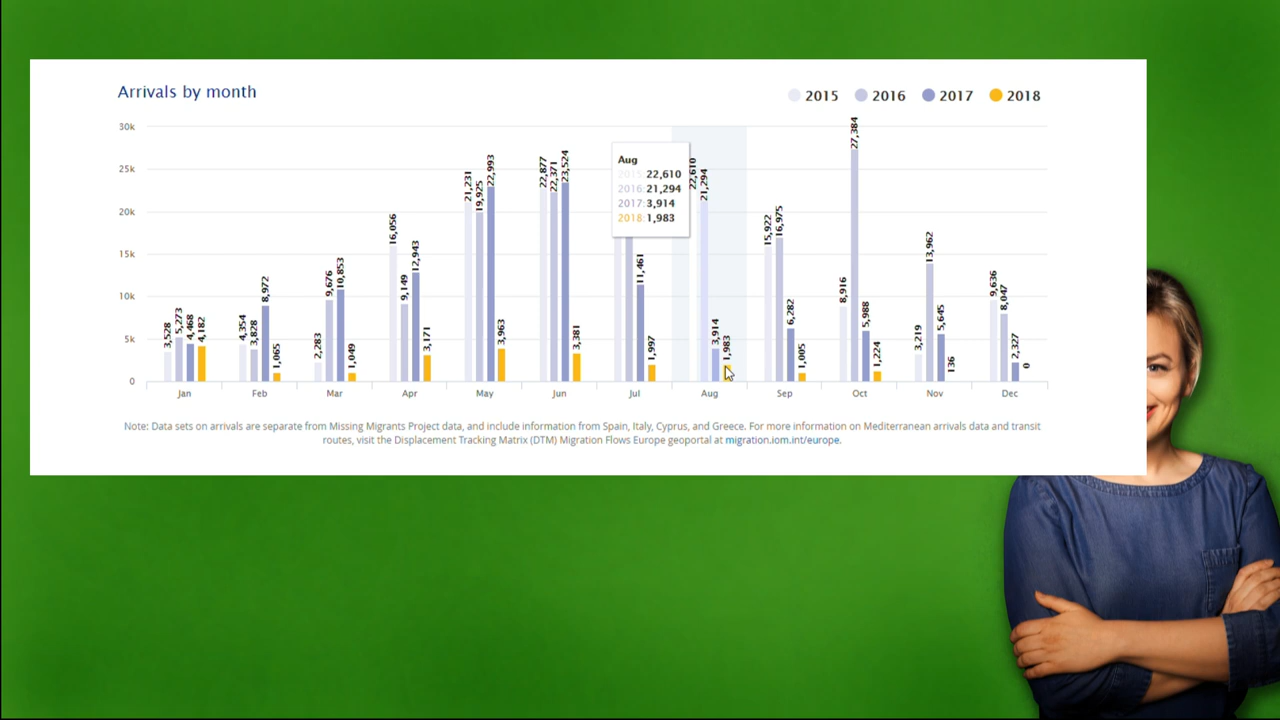 Arrivals by month
2015 2016 2017 2018
30k
25k
20k
15k
10k
5k
0
3,528 5,273 4,468 4,182
4,354 3,828 8,972 1,065
2,283 9,676 10,853 1,049
16,056 9,149 12,943 3,171
21,231 19,925 22,993 3,963
22,877 22,371 23,524 3,381
11,461 1,997
Aug
2015: 22,610
2016: 21,294
2017: 3,914
2018: 1,983
22,610 21,294 3,914 1,983
15,922 16,975 6,282 1,005
8,916 27,384 5,988 1,224
3,219 13,962 5,645 136
9,636 8,047 2,327 0
Jan Feb Mar Apr May Jun Jul Aug Sep Oct Nov Dec
Note: Data sets on arrivals are separate from Missing Migrants Project data, and include information from Spain, Italy, Cyprus, and Greece. For more information on Mediterranean arrivals data and transit
routes, visit the Displacement Tracking Matrix (DTM) Migration Flows Europe geoportal at migration.iom.int/europe.